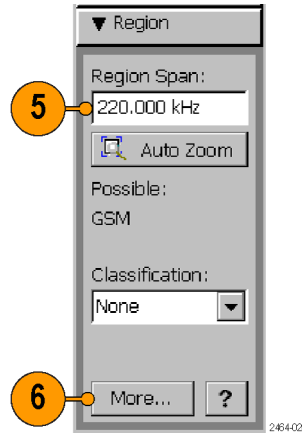 ▼ Region
Region Span:
5
220.000 kHz
Auto Zoom
Possible:
GSM
Classification:
None
6
More...
?
2464-02